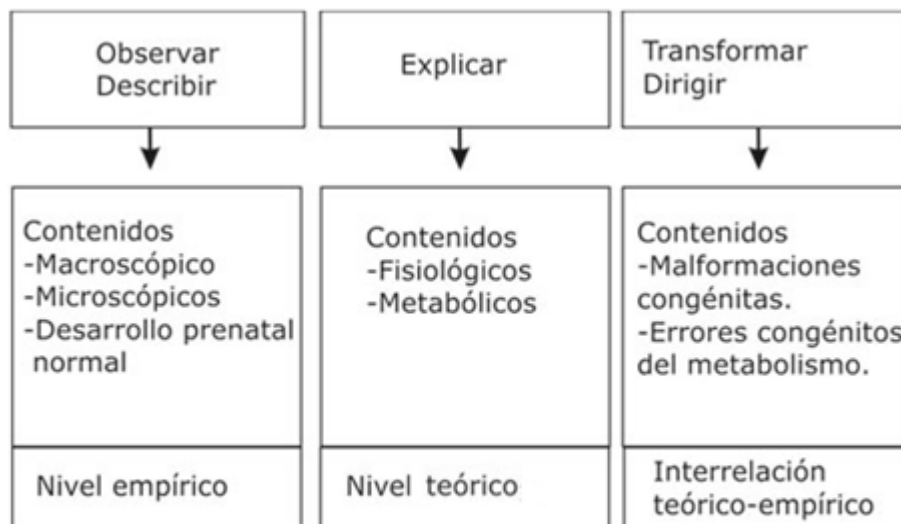 Observar
Describir
Explicar
Transformar
Dirigir
Contenidos
-Macroscópico
-Microscópicos
-Desarrollo prenatal
normal
Contenidos
-Fisiológicos
-Metabólicos
Contenidos
-Malformaciones
congénitas.
-Errores congénitos
del metabolismo.
Nivel empírico
Nivel teórico
Interrelación
teórico-empírico